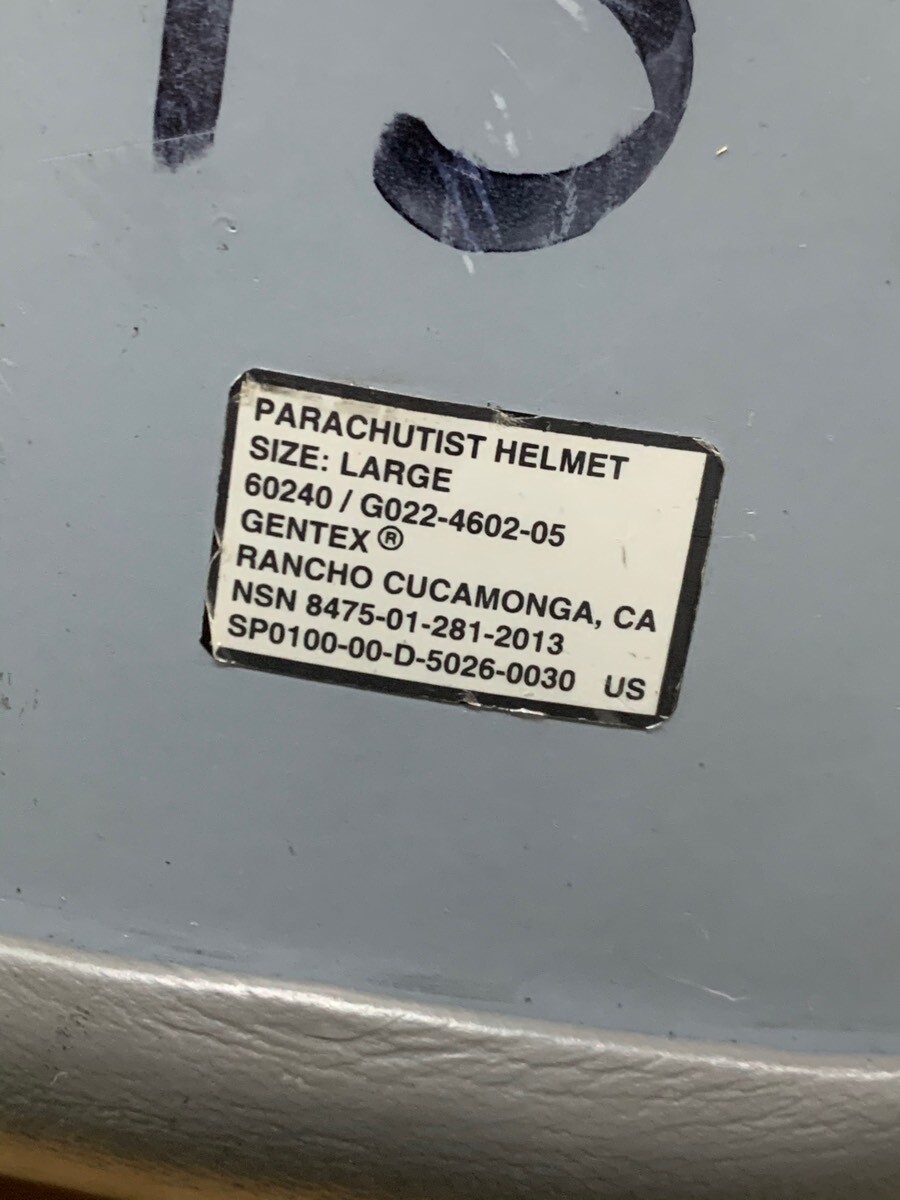 PARACHUTIST HELMET
SIZE: LARGE
60240 / G022-4602-05
GENTEX ®
RANCHO CUCAMONGA, CA
NSN 8475-01-281-2013
SP0100-00-D-5026-0030 US